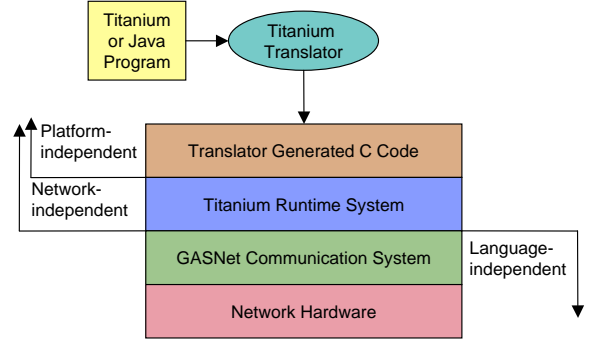 Titanium
or Java
Program
Titanium
Translator
Platform-
independent
Network-
independent
Translator Generated C Code
Titanium Runtime System
GASNet Communication System
Network Hardware
Language-
independent